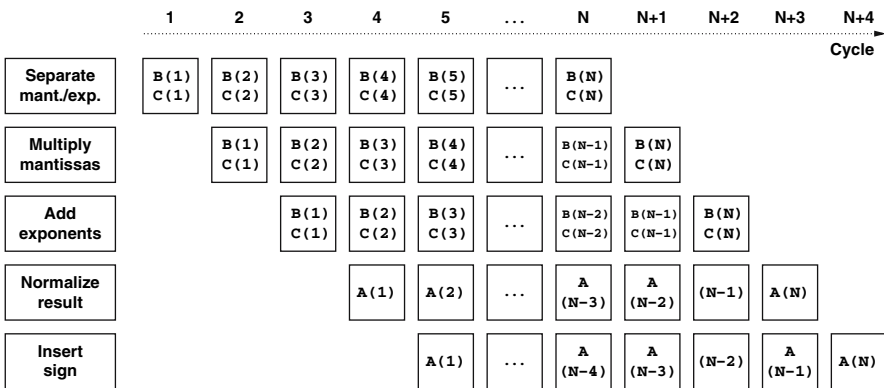 1 2 3 4 5 ... N N+1 N+2 N+3 N+4
Cycle
Separate B(1) B(2) B(3) B(4) B(5) ... B(N)
mant./exp. C(1) C(2) C(3) C(4) C(5) C(N)
Multiply B(1) B(2) B(3) B(4) ... B(N-1) B(N)
mantissas C(1) C(2) C(3) C(4) C(N-1) C(N)
Add B(1) B(2) B(3) ... B(N-2) B(N-1) B(N)
exponents C(1) C(2) C(3) C(N-2) C(N-1) C(N)
Normalize A(1) A(2) ... A A (N-1) A(N)
result (N-3) (N-2)
Insert A(1) ... A A (N-2) A A(N)
sign (N-4) (N-3) (N-1)